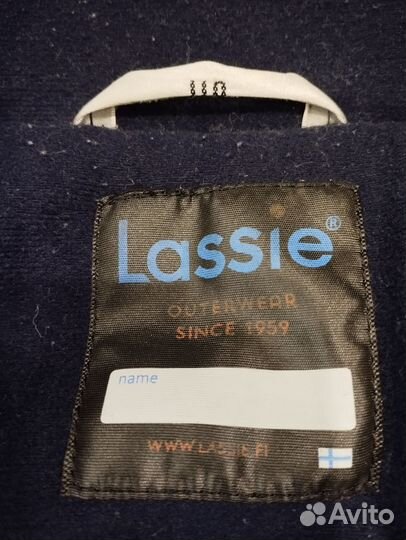 110
Lassie®
OUTERWEAR
SINCE 1959
name
WWW.LASSIE.FI
Avito